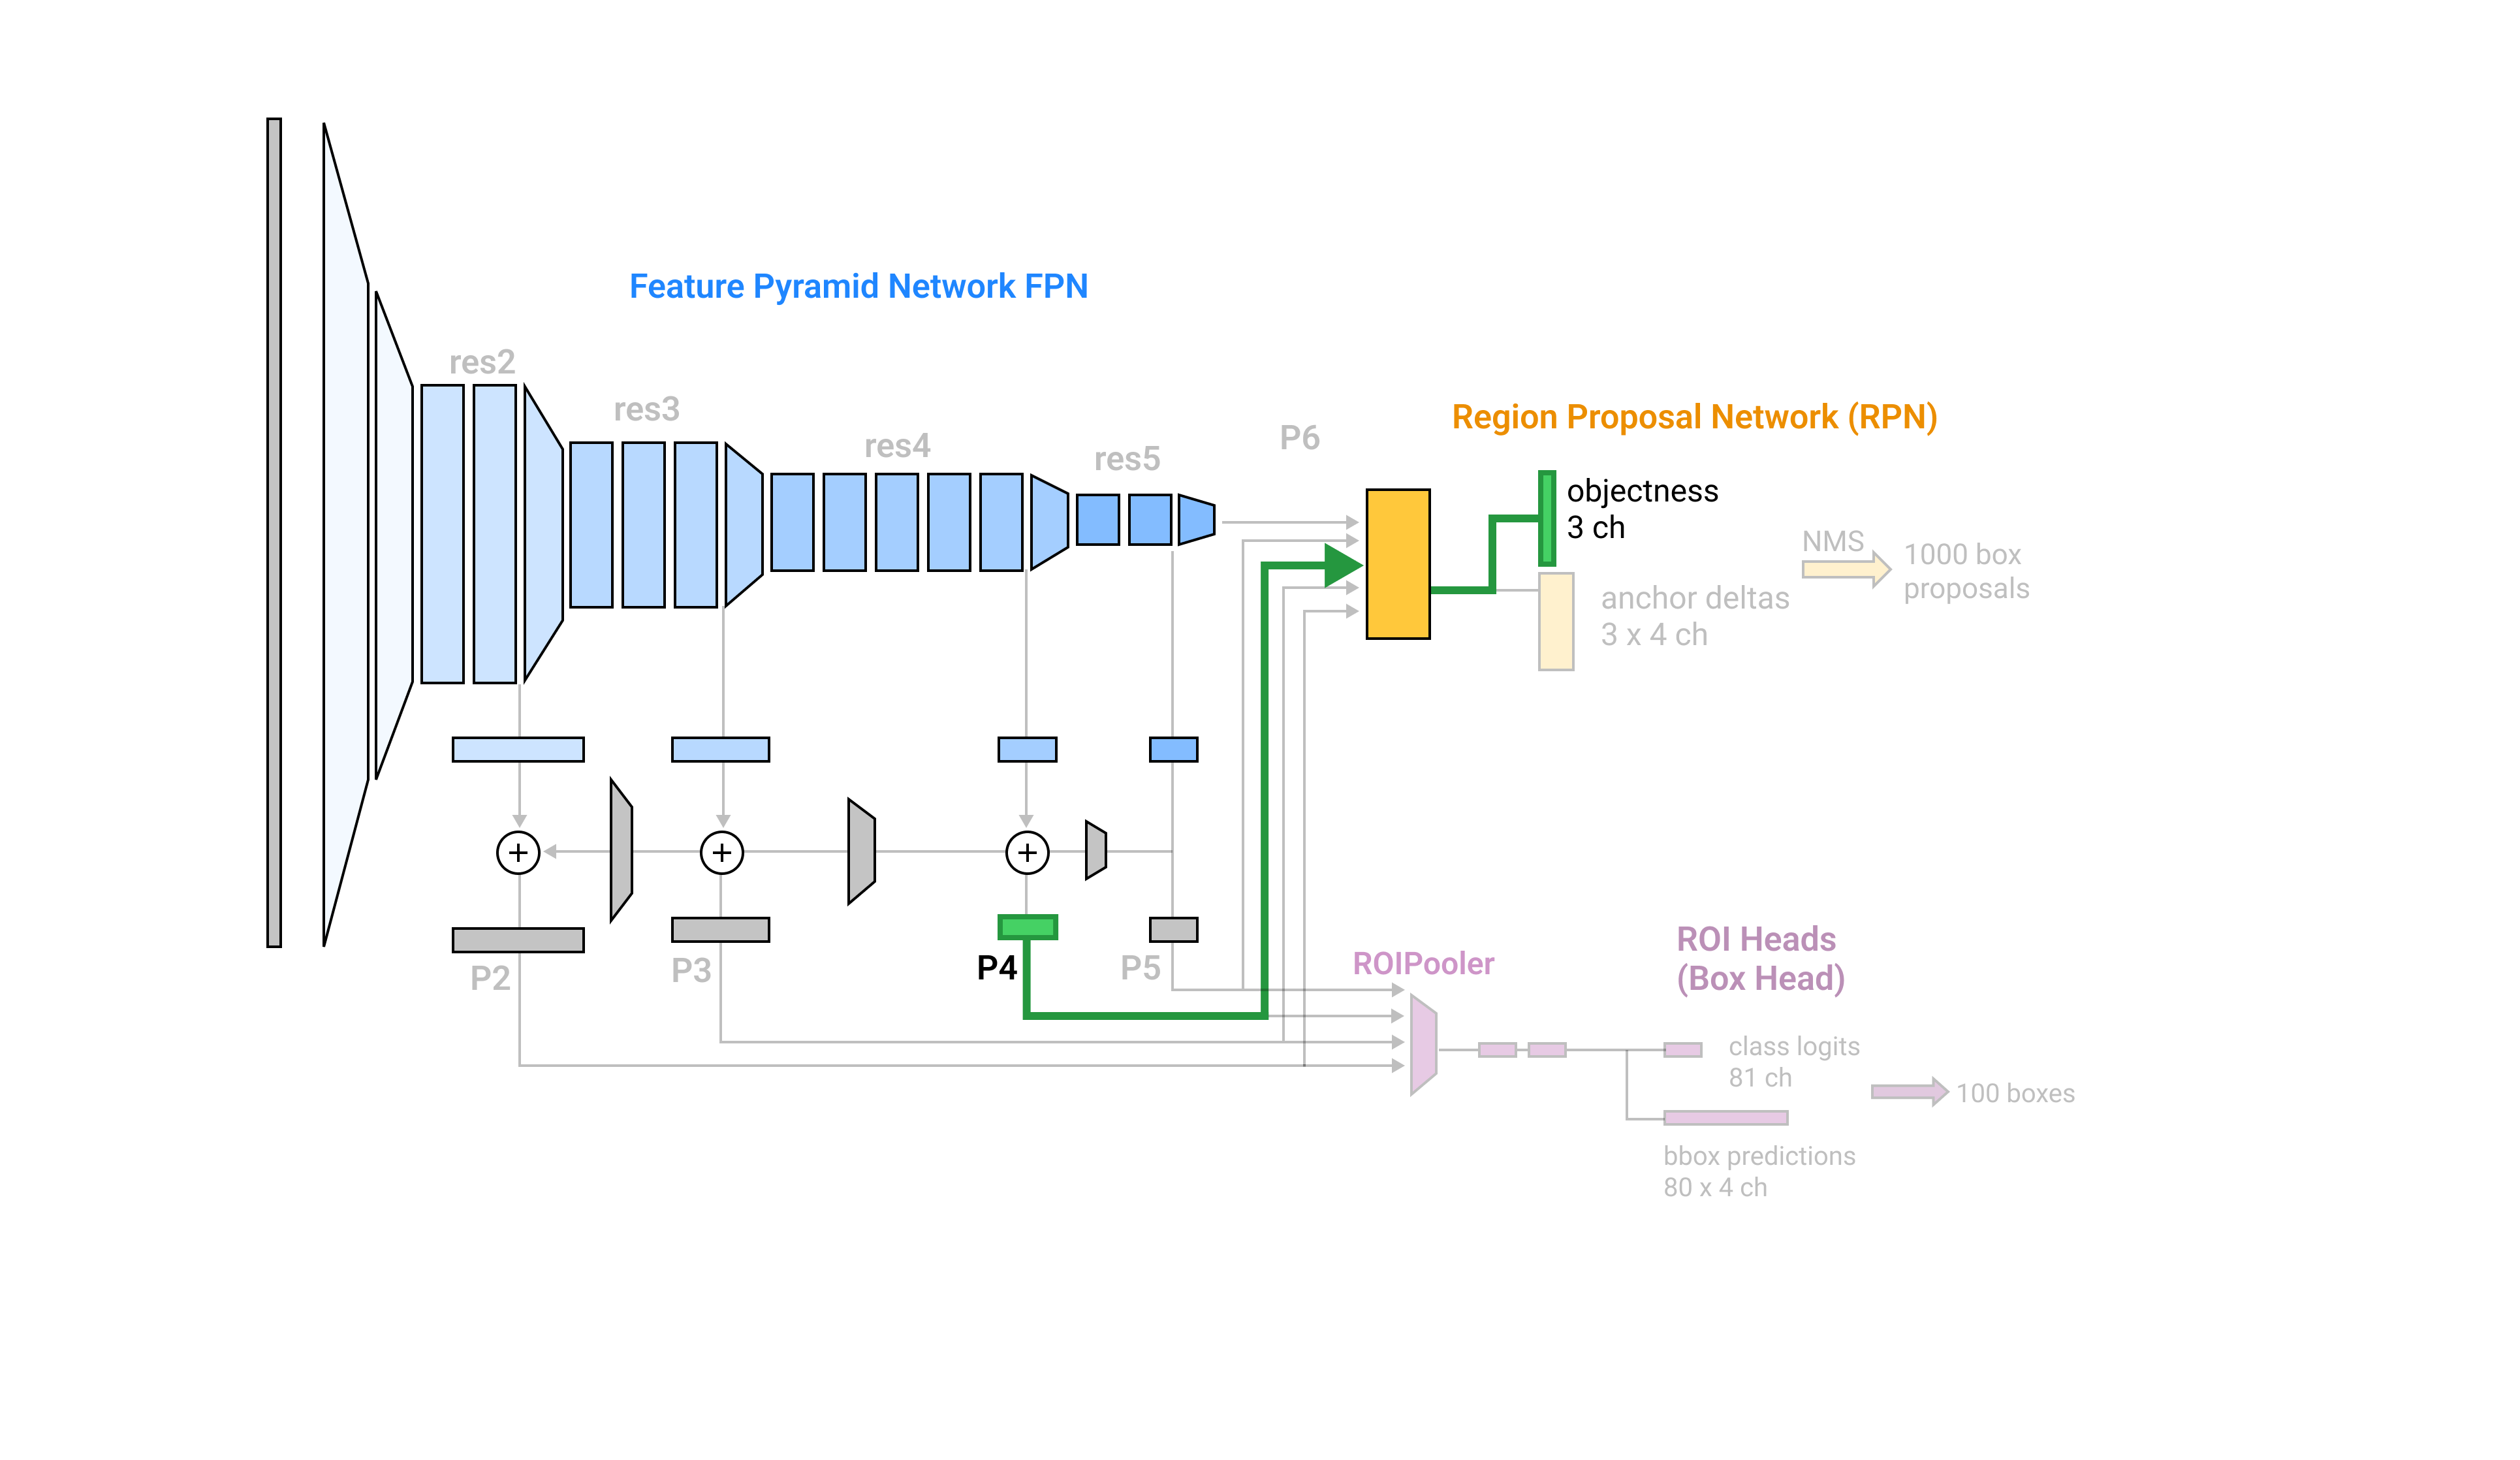 Feature Pyramid Network FPN
res2
res3
res4
res5
P6
Region Proposal Network (RPN)
objectness
3 ch
NMS
1000 box
proposals
anchor deltas
3 x 4 ch
+
+
+
P2
P3
P4
P5
ROIPooler
ROI Heads
(Box Head)
class logits
81 ch
100 boxes
bbox predictions
80 x 4 ch